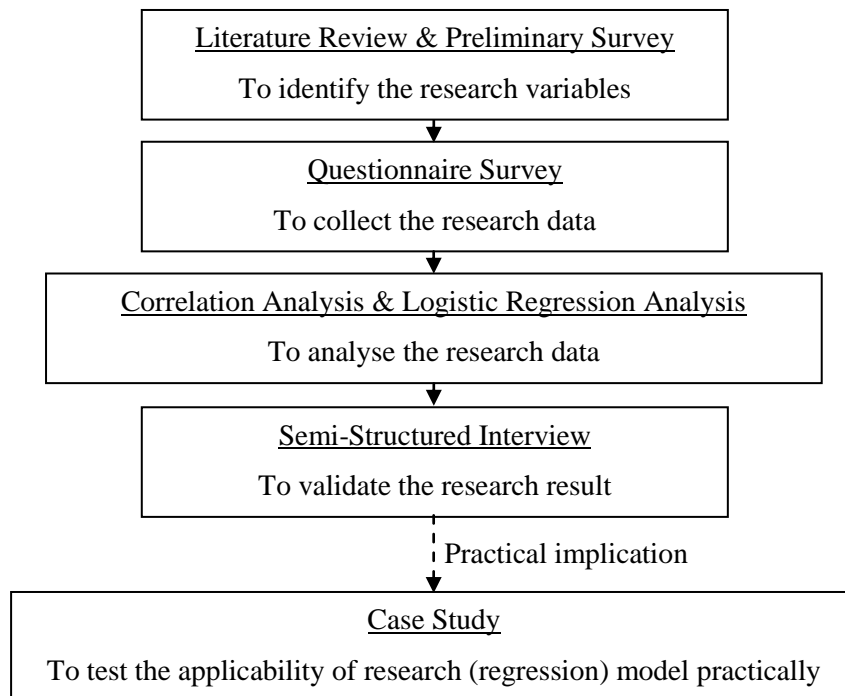 Literature Review & Preliminary Survey
To identify the research variables
Questionnaire Survey
To collect the research data
Correlation Analysis & Logistic Regression Analysis
To analyse the research data
Semi-Structured Interview
To validate the research result
Practical implication
Case Study
To test the applicability of research (regression) model practically